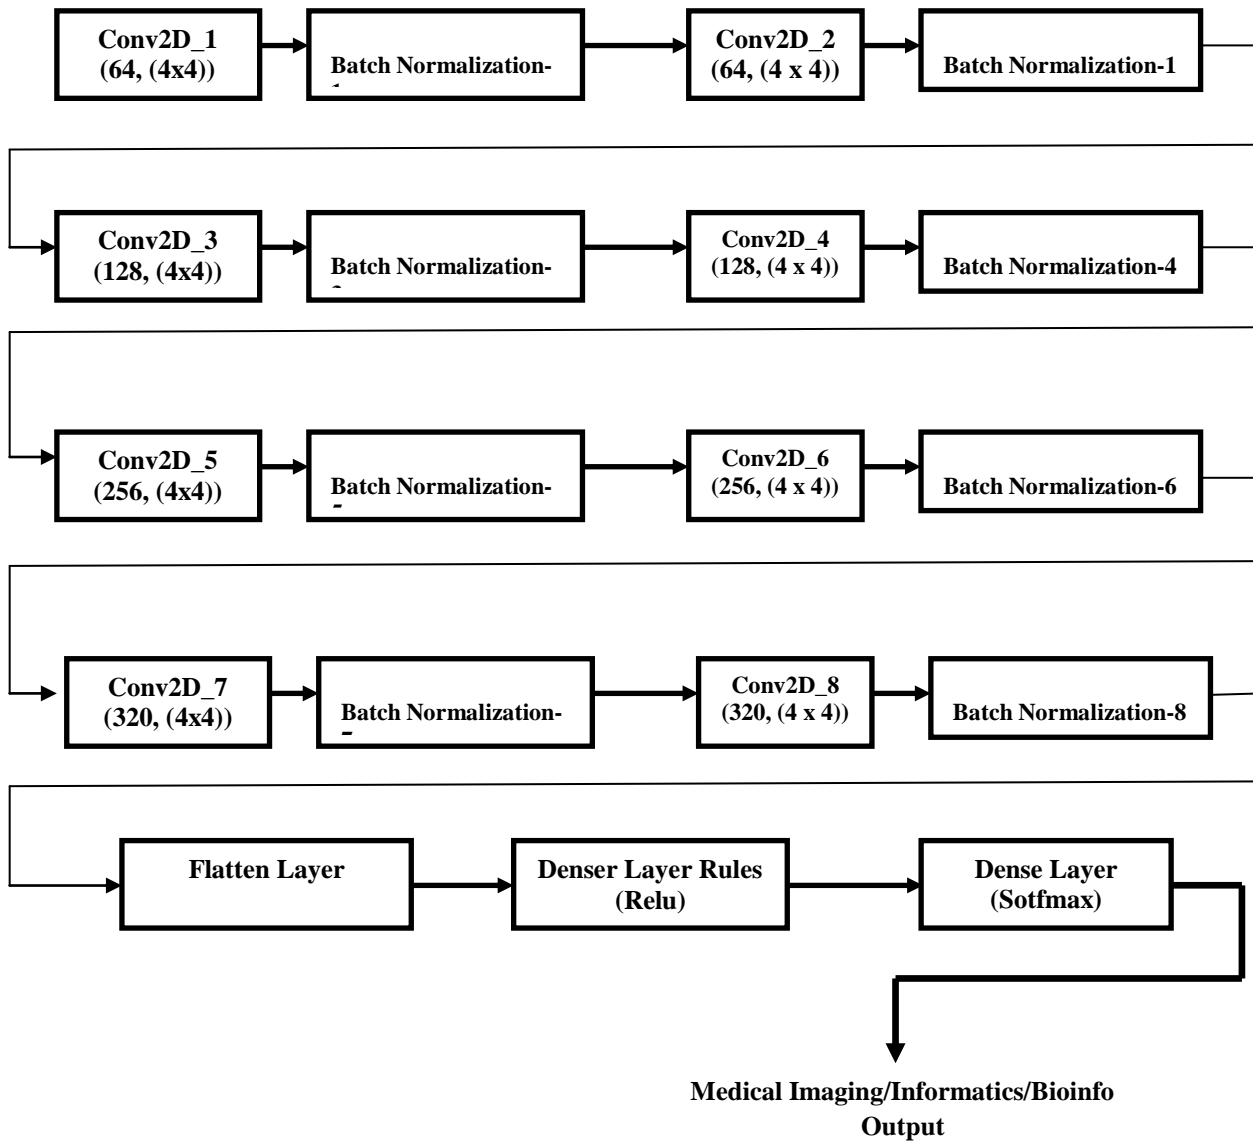 Conv2D_1
(64, (4x4))
Batch Normalization-
Conv2D_2
(64, (4 x 4))
Batch Normalization-1
Conv2D_3
(128, (4x4))
Batch Normalization-
Conv2D_4
(128, (4 x 4))
Batch Normalization-4
Conv2D_5
(256, (4x4))
Batch Normalization-
Conv2D_6
(256, (4 x 4))
Batch Normalization-6
Conv2D_7
(320, (4x4))
Batch Normalization-
Conv2D_8
(320, (4 x 4))
Batch Normalization-8
Flatten Layer
Denser Layer Rules
(Relu)
Dense Layer
(Sotfmax)
Medical Imaging/Informatics/Bioinfo
Output